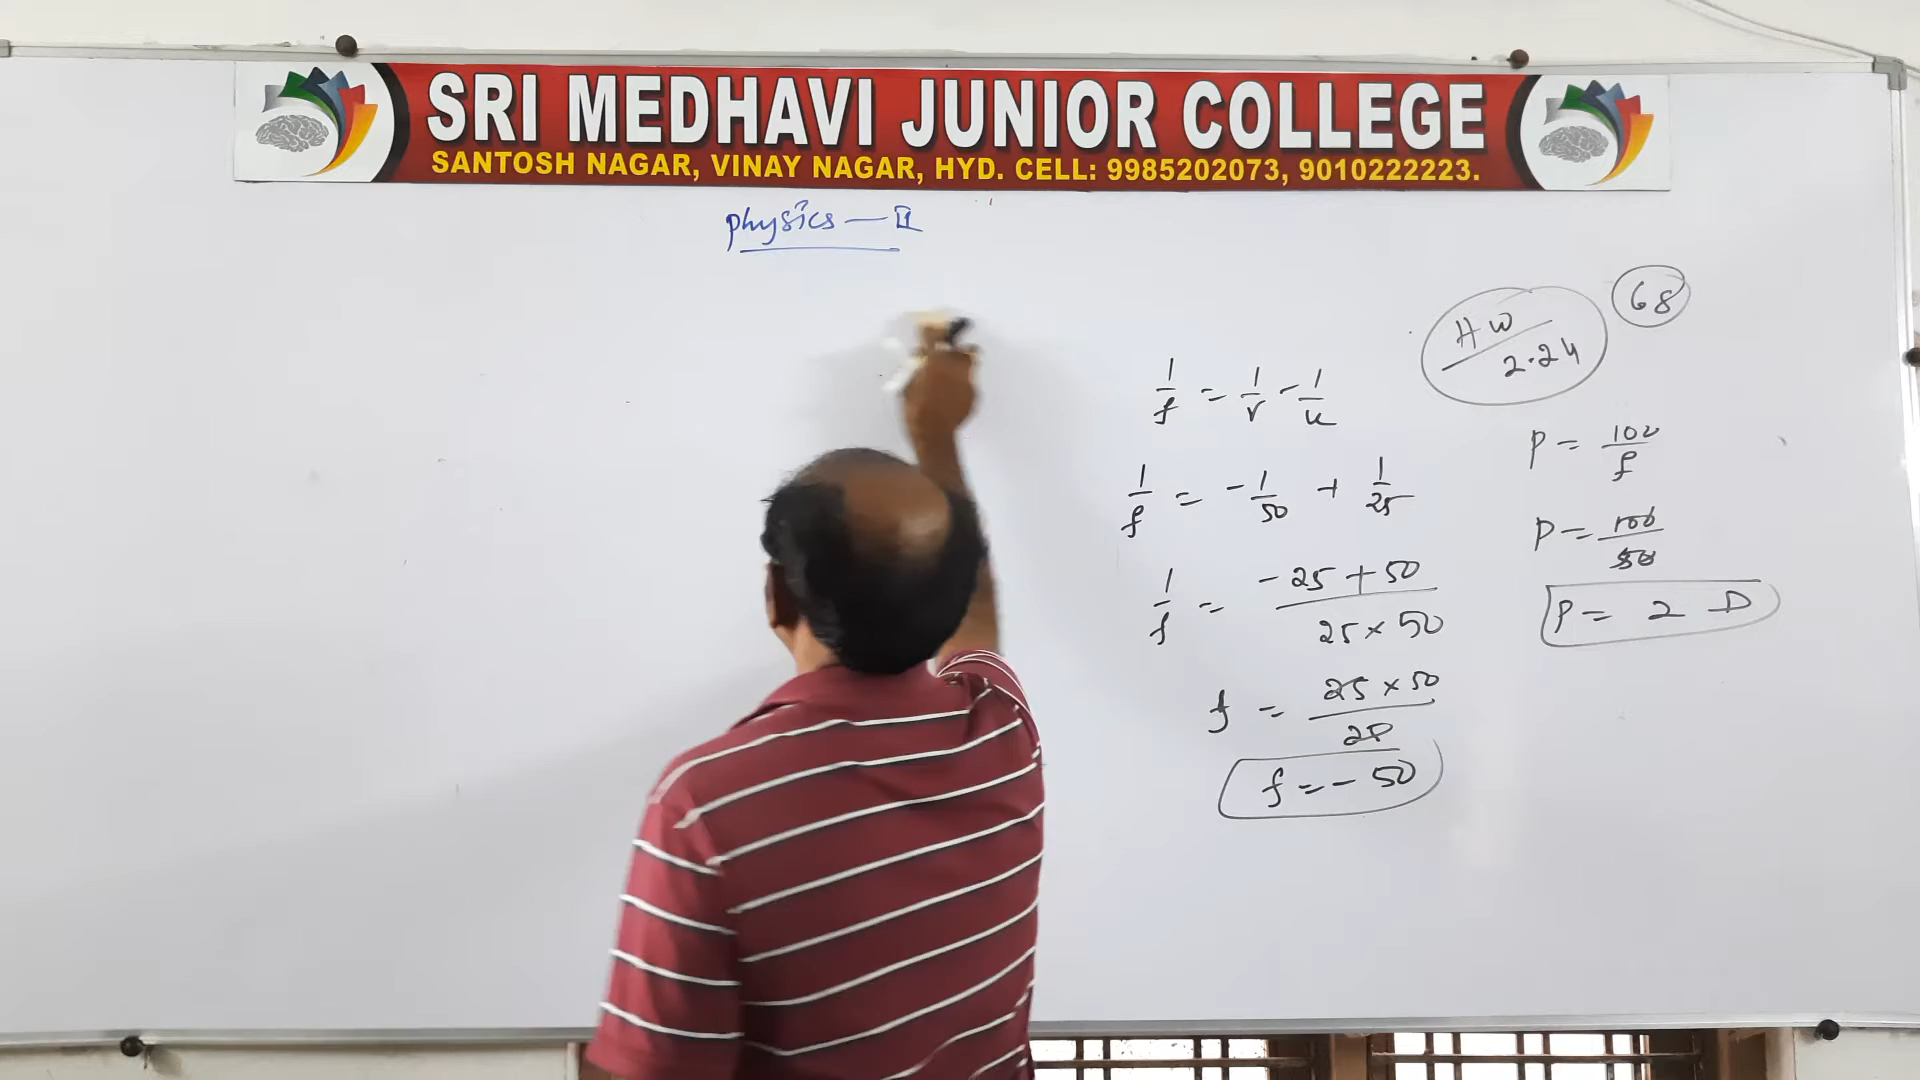 SRI MEDHAVI JUNIOR COLLEGE
SANTOSH NAGAR, VINAY NAGAR, HYD. CELL: 9985202073, 9010222223.
physics — II
HW 2.24
68
1/f = 1/v - 1/u
1/f = -1/50 + 1/25
1/f = (-25 + 50)/(25 × 50)
f = (25 × 50)/25
f = - 50
P = 100/f
P = 100/50
P = 2 D